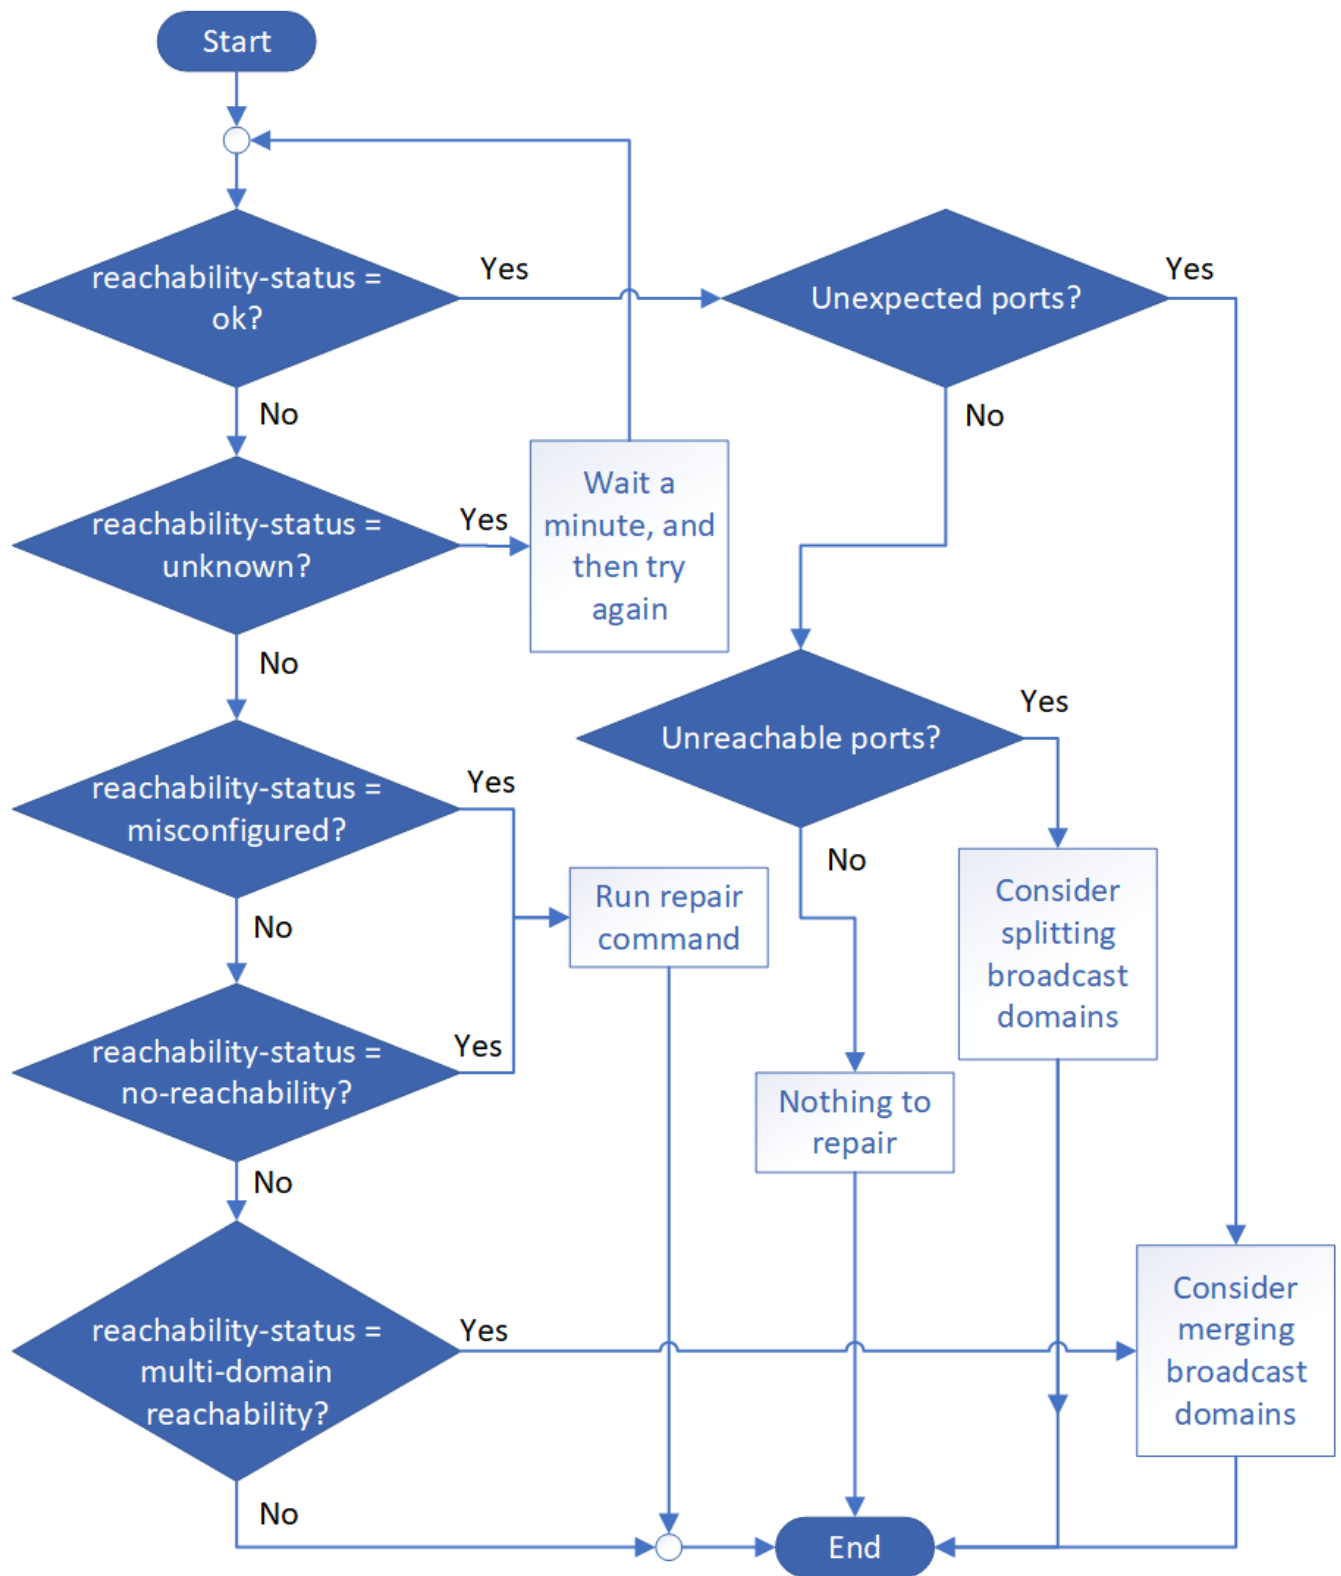 Start
reachability-status =
ok?
Yes
Unexpected ports?
Yes
No
No
reachability-status =
unknown?
Yes
Wait a
minute, and
then try
again
No
Unreachable ports?
Yes
reachability-status =
misconfigured?
Yes
No
Run repair
command
Consider
splitting
broadcast
domains
No
reachability-status =
no-reachability?
Yes
Nothing to
repair
No
reachability-status =
multi-domain
reachability?
Yes
Consider
merging
broadcast
domains
No
End